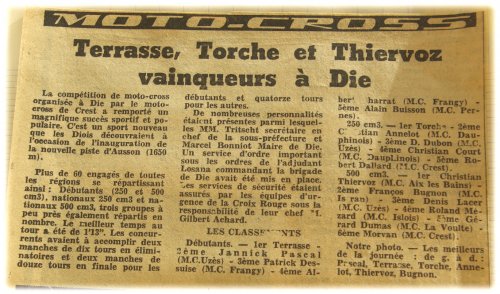 MOTO-CROSS
Terrasse, Torche et Thiervoz
vainqueurs à Die
La compétition de moto-cross
organisée à Die par le moto-
cross de Crest a remporté un
magnifique succès sportif et po-
pulaire. C'est un sport nouveau
que les Diois découvraient à
l'occasion de l'inauguration de
la nouvelle piste d'Ausson (1650
m).
Plus de 60 engagés de toutes
les régions se répartissaient
ainsi : Débutants (250 et 500
cm3), nationaux 250 cm3 et na-
tionaux 500 cm3, trois groupes à
peu près également répartis en
nombre. Le meilleur temps au
tour a été de 1'13". Les concur-
rents avaient à accomplir deux
manches de dix tours en élimi-
natoires et deux manches de
douze tours en finale pour les
débutants et quatorze tours
pour les autres.
De nombreuses personnalités
étaient présentes parmi lesquel-
les MM. Tritschi secrétaire en
chef de la sous-préfecture et
Marcel Bonniot Maire de Die.
Un service d'ordre important
sous les ordres de l'adjudant
Losana commandant la brigade
de Die avait été mis en place.
Les services de sécurité étaient
assurés par les équipes d'ur-
gence de la Croix Rouge sous la
responsabilité de leur chef
Gilbert Achard.
LES CLASSEMENTS
Débutants. — 1er Terrasse -
2ème Jannick Pascal
(M.C.Uzès) - 3ème Patrick Des-
suise (M.C. Frangy) - 4ème Al-
harrat (M.C. Frangy) -
5ème Alain Buisson (M.C. Per-
nes).
250 cm3. — 1er Torche - 2ème
Christian Annelot (M.C. Dau-
phinois) - 3ème D. Dubon (M.C.
Uzès) - 4ème Christian Court
(M.C. Dauphinois) - 5ème Ro-
bert Dallard (M.C. Crest).
500 cm3. — 1er Christian
Thiervoz (M.C. Aix les Bains) -
2ème François Bugnon (M.C.
- 3ème Denis Lacer
(M.C. Uzès) - 4ème Roland Mé-
zard (M.C. Islois) - 5ème Gé-
rard Dumas (M.C. La Voulte) -
6ème Morvan (M.C. Crest).
Notre photo. — Les meilleurs
de la journée : de g. à d. :
Pascal, Terrasse, Torche, Anne-
lot, Thiervoz, Bugnon.